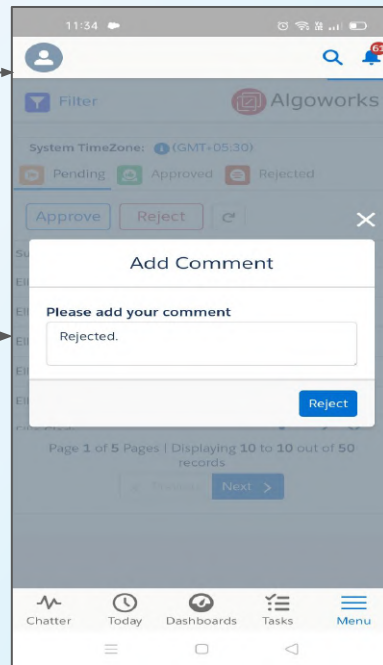 11:34
61
Filter
Algoworks
System TimeZone: (GMT+05:30)
Pending Approved Rejected
Approve Reject
Add Comment
Please add your comment
Rejected.
Reject
Page 1 of 5 Pages | Displaying 10 to 10 out of 50
records
Previous Next
Chatter Today Dashboards Tasks Menu